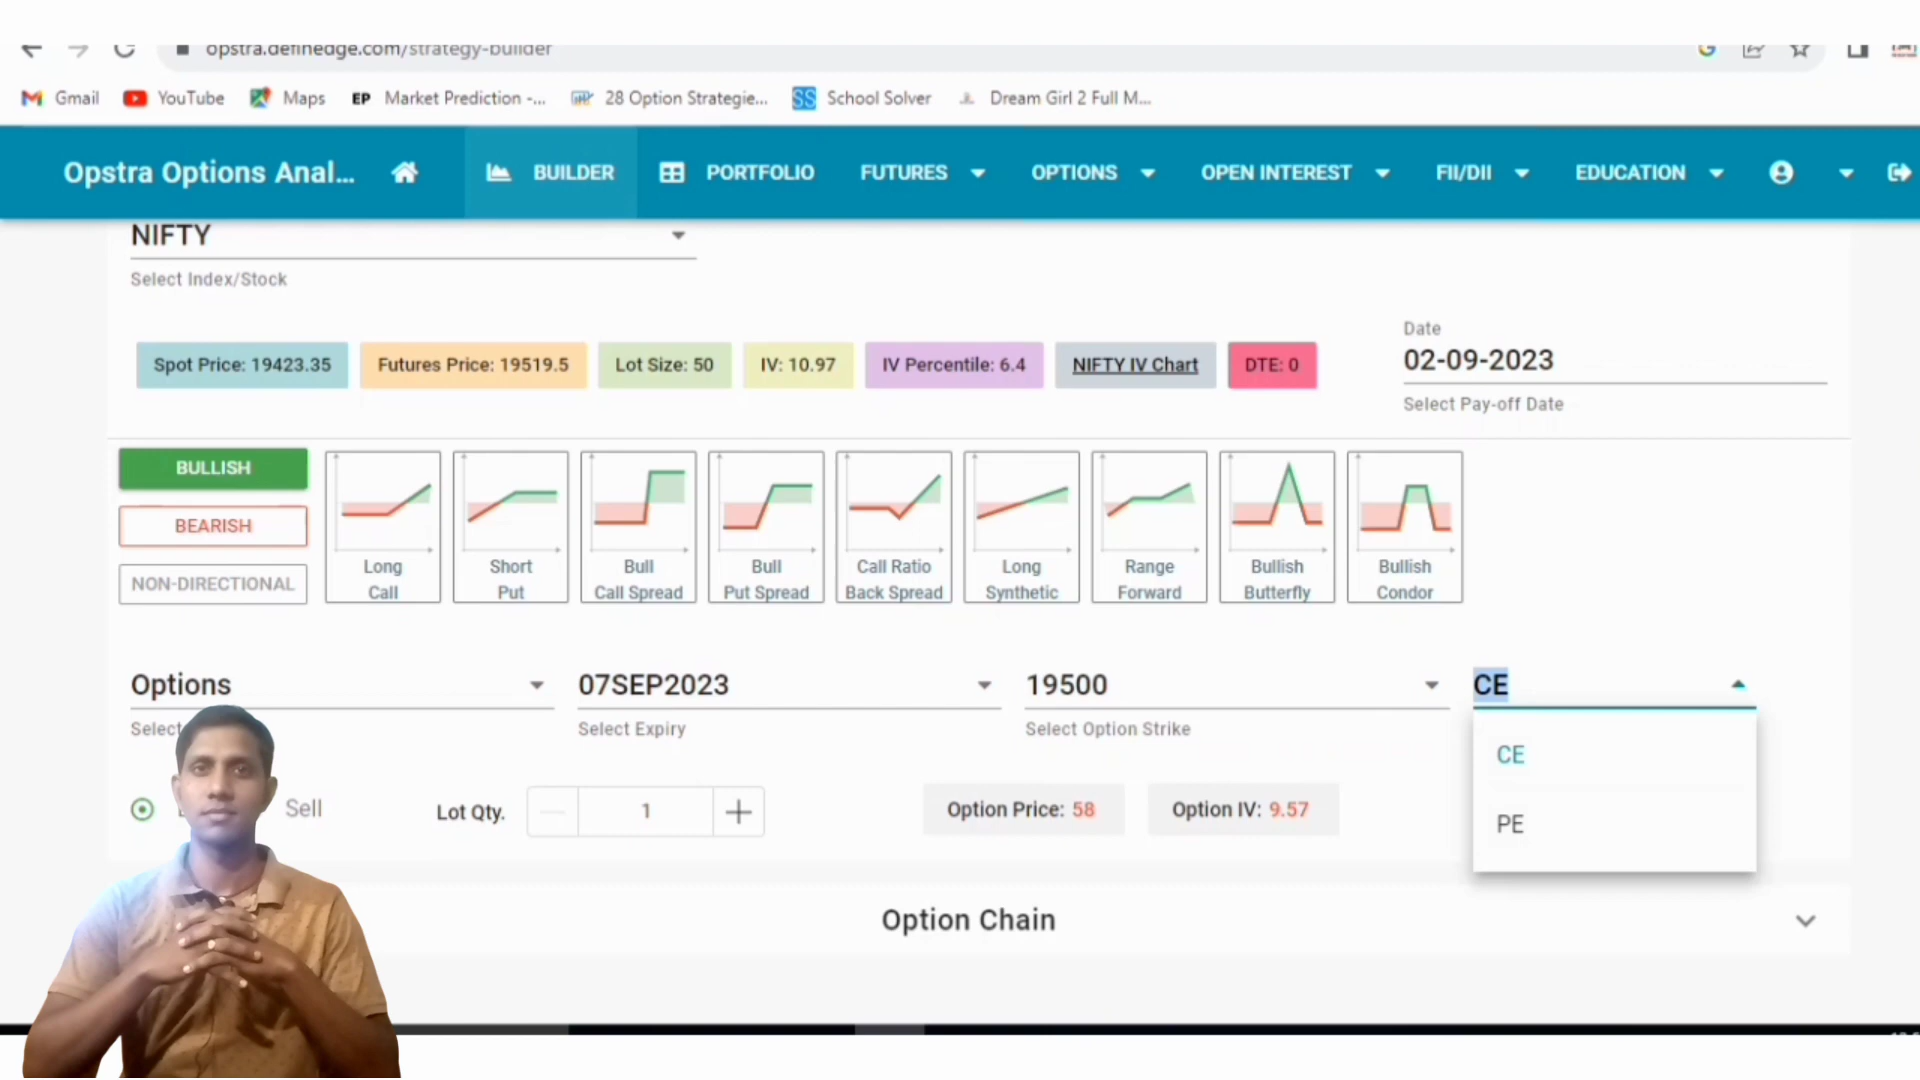 opstra.definedge.com/strategy-builder
Gmail YouTube Maps EP Market Prediction -... 28 Option Strategie... SS School Solver Dream Girl 2 Full M...
Opstra Options Anal... BUILDER PORTFOLIO FUTURES OPTIONS OPEN INTEREST FII/DII EDUCATION
NIFTY
Select Index/Stock
Date
Spot Price: 19423.35 Futures Price: 19519.5 Lot Size: 50 IV: 10.97 IV Percentile: 6.4 NIFTY IV Chart DTE: 0 02-09-2023
Select Pay-off Date
BULLISH
BEARISH
NON-DIRECTIONAL
Long Call
Short Put
Bull Call Spread
Bull Put Spread
Call Ratio Back Spread
Long Synthetic
Range Forward
Bullish Butterfly
Bullish Condor
Options 07SEP2023 19500 CE
Select Select Expiry Select Option Strike
CE
PE
Sell Lot Qty. 1 Option Price: 58 Option IV: 9.57
Option Chain